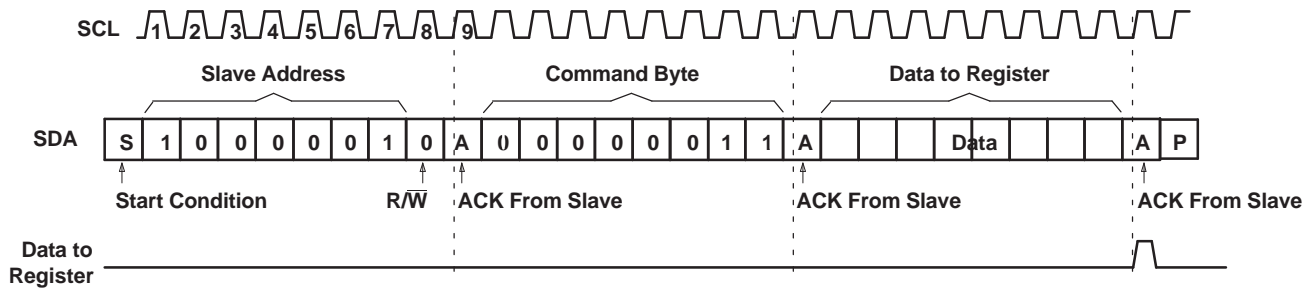 SCL 1 2 3 4 5 6 7 8 9
Slave Address Command Byte Data to Register
SDA S 1 0 0 0 0 0 1 0 A 0 0 0 0 0 0 1 1 A Data A P
Start Condition R/W̅ ACK From Slave ACK From Slave ACK From Slave
Data to
Register